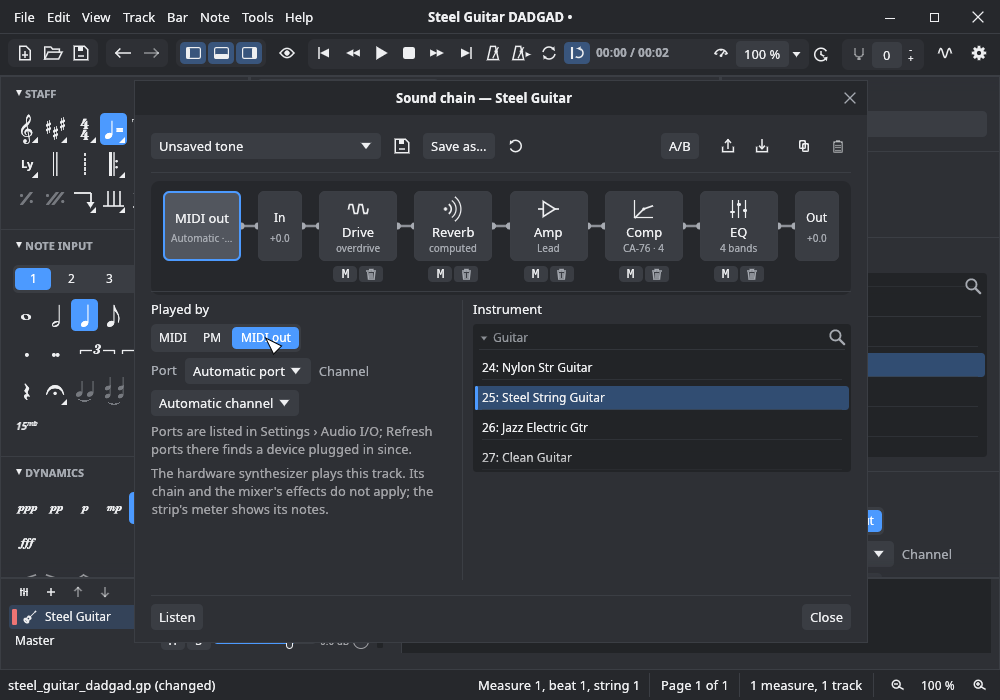 File Edit View Track Bar Note Tools Help
Steel Guitar DADGAD •
00:00 / 00:02
100 %
0
STAFF
Sound chain — Steel Guitar
Unsaved tone
Save as...
A/B
Ly
MIDI out
Automatic ·...
In
+0.0
Drive
overdrive
Reverb
computed
Amp
Lead
Comp
CA-76 · 4
EQ
4 bands
Out
+0.0
M
M
M
M
M
NOTE INPUT
1 2 3
Played by
MIDI PM MIDI out
Port Automatic port Channel
Automatic channel
Ports are listed in Settings › Audio I/O; Refresh
ports there finds a device plugged in since.
The hardware synthesizer plays this track. Its
chain and the mixer's effects do not apply; the
strip's meter shows its notes.
Instrument
Guitar
24: Nylon Str Guitar
25: Steel String Guitar
26: Jazz Electric Gtr
27: Clean Guitar
3
15mb
DYNAMICS
ppp pp p mp
fff
Channel
Steel Guitar
Master
Listen
Close
steel_guitar_dadgad.gp (changed)
Measure 1, beat 1, string 1
Page 1 of 1
1 measure, 1 track
100 %